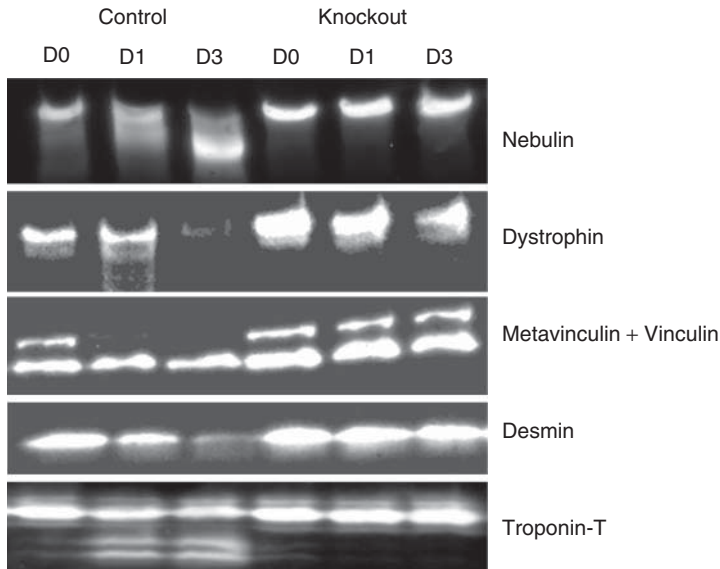 Control Knockout
D0 D1 D3 D0 D1 D3
Nebulin
Dystrophin
Metavinculin + Vinculin
Desmin
Troponin-T